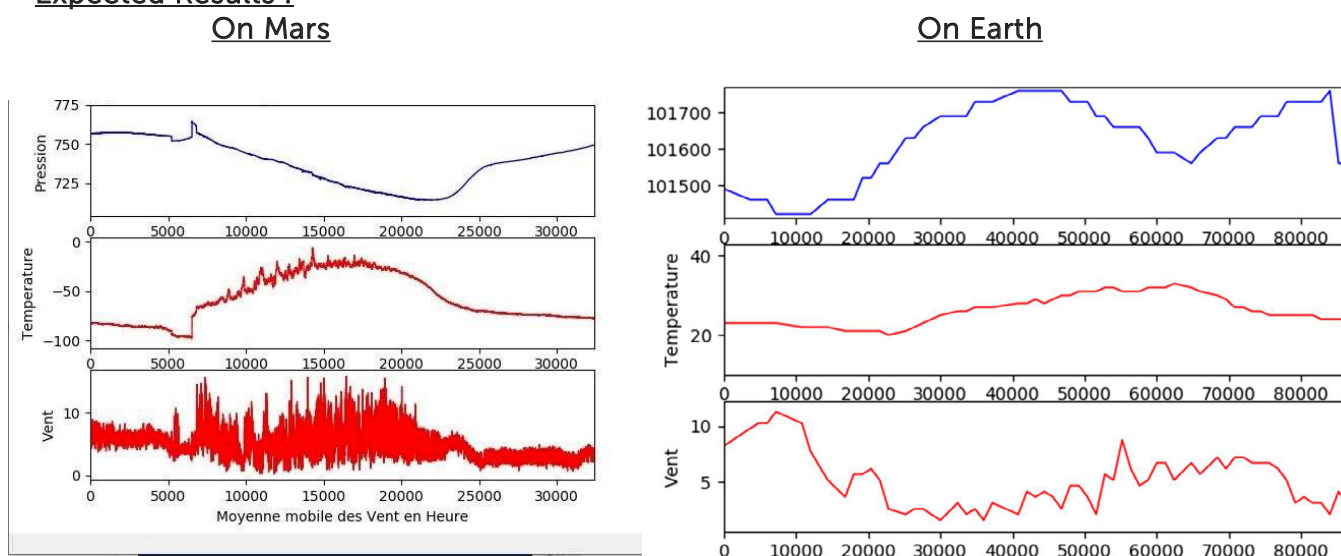 Expected Results :
On Mars
On Earth
775
750
725
Pression
0 5000 10000 15000 20000 25000 30000
0
−50
−100
Temperature
0 5000 10000 15000 20000 25000 30000
10
0
Vent
0 5000 10000 15000 20000 25000 30000
Moyenne mobile des Vent en Heure
101700
101600
101500
0 10000 20000 30000 40000 50000 60000 70000 80000
40
20
Temperature
0 10000 20000 30000 40000 50000 60000 70000 80000
10
5
Vent
0 10000 20000 30000 40000 50000 60000 70000 80000